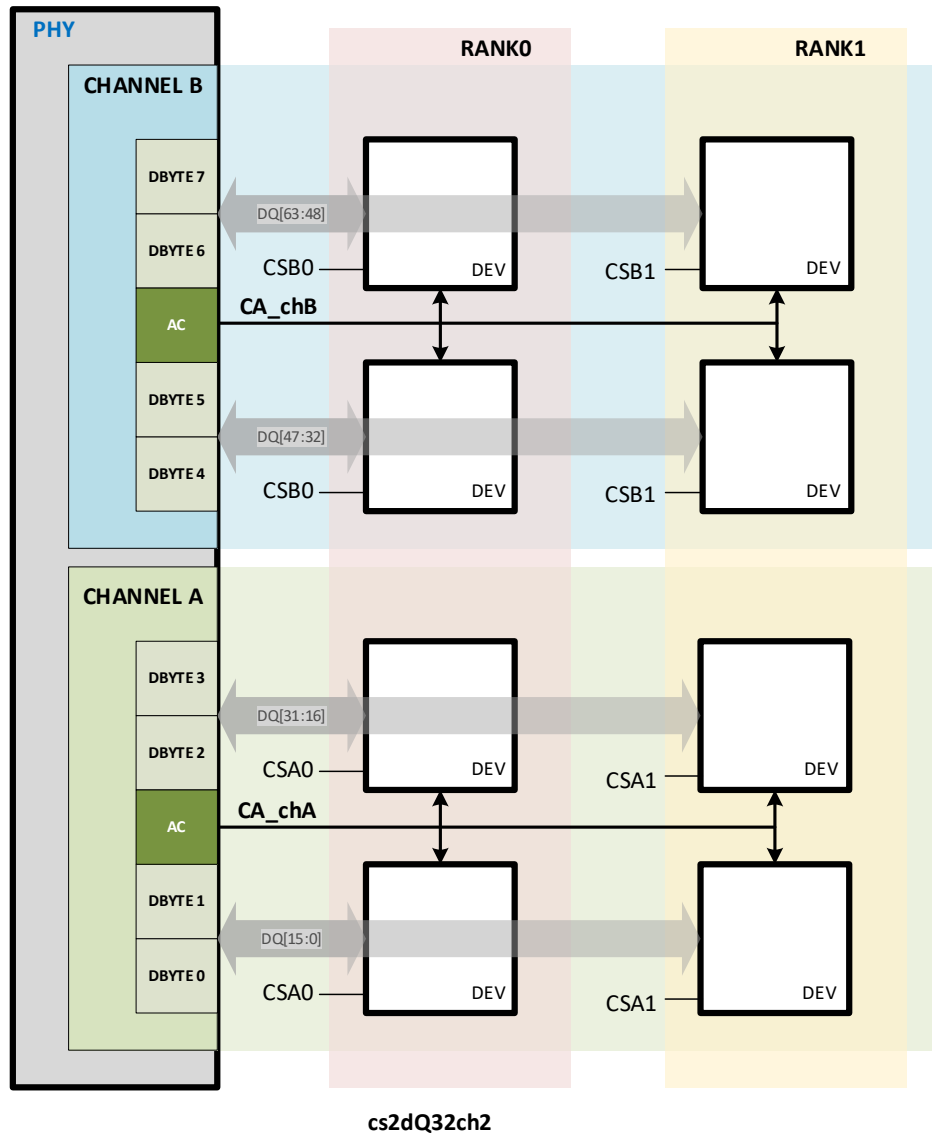 PHY
RANK0
RANK1
CHANNEL B
DBYTE 7
DQ[63:48]
DBYTE 6
CSB0
DEV
CSB1
DEV
CA_chB
AC
DBYTE 5
DQ[47:32]
DBYTE 4
CSB0
DEV
CSB1
DEV
CHANNEL A
DBYTE 3
DQ[31:16]
DBYTE 2
CSA0
DEV
CSA1
DEV
CA_chA
AC
DBYTE 1
DQ[15:0]
DBYTE 0
CSA0
DEV
CSA1
DEV
cs2dQ32ch2